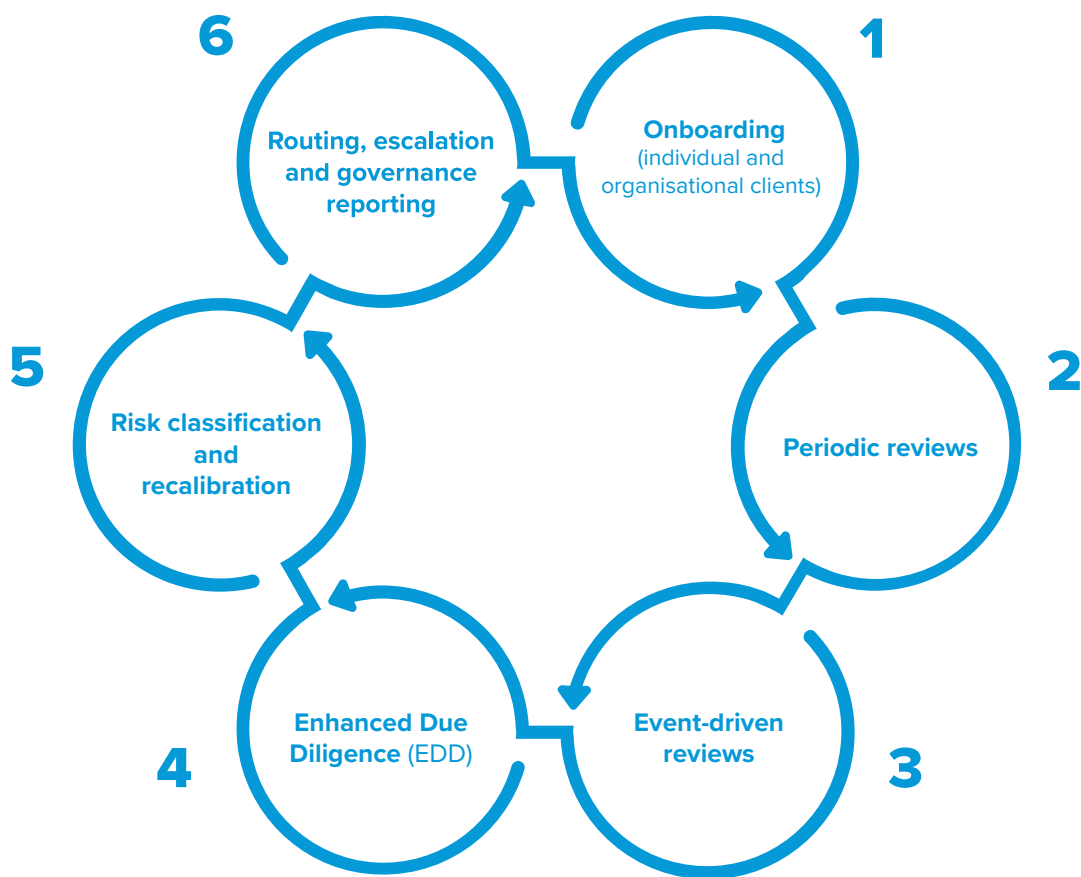 1
Onboarding
(individual and
organisational clients)
2
Periodic reviews
3
Event-driven
reviews
4
Enhanced Due
Diligence (EDD)
5
Risk classification
and
recalibration
6
Routing, escalation
and governance
reporting